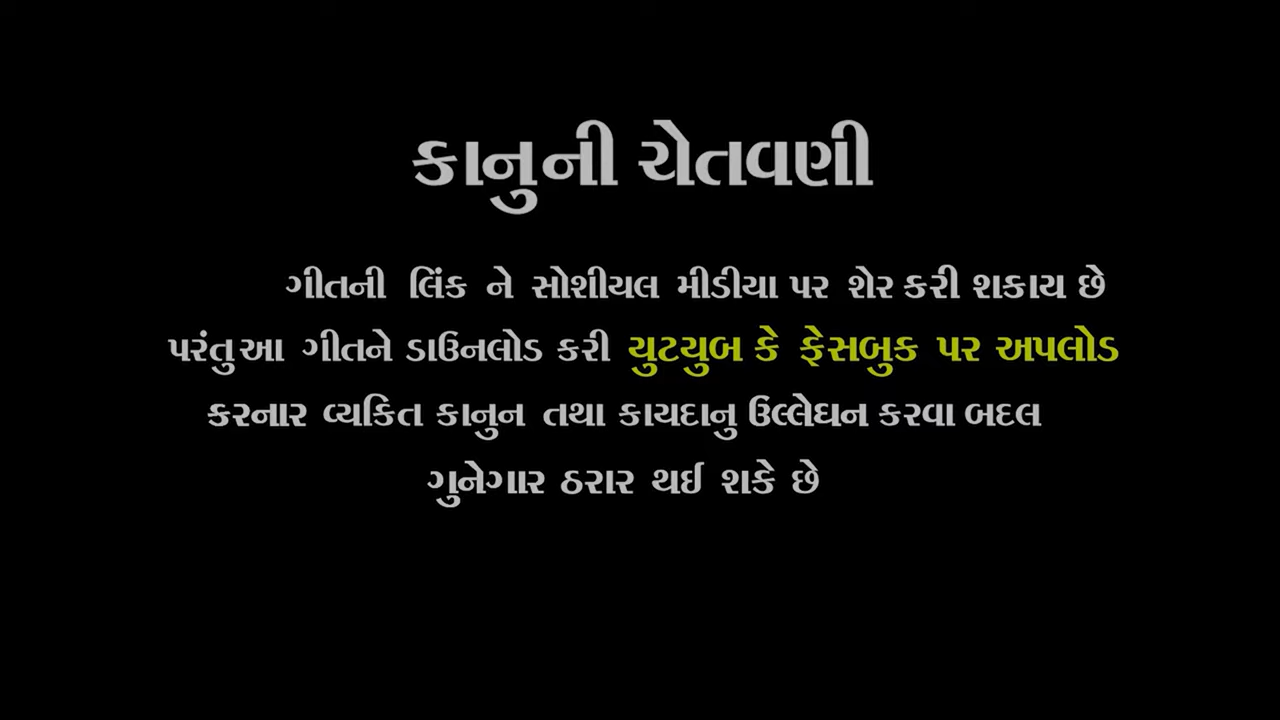 કાનુની ચેતવણી
ગીતની લિંક ને સોશીયલ મીડીયા પર શેર કરી શકાય છે
પરંતુ આ ગીતને ડાઉનલોડ કરી યુટયુબ કે ફેસબુક પર અપલોડ
કરનાર વ્યકિત કાનુન તથા કાયદાનુ ઉલ્લેઘન કરવા બદલ
ગુનેગાર ઠરાર થઈ શકે છે